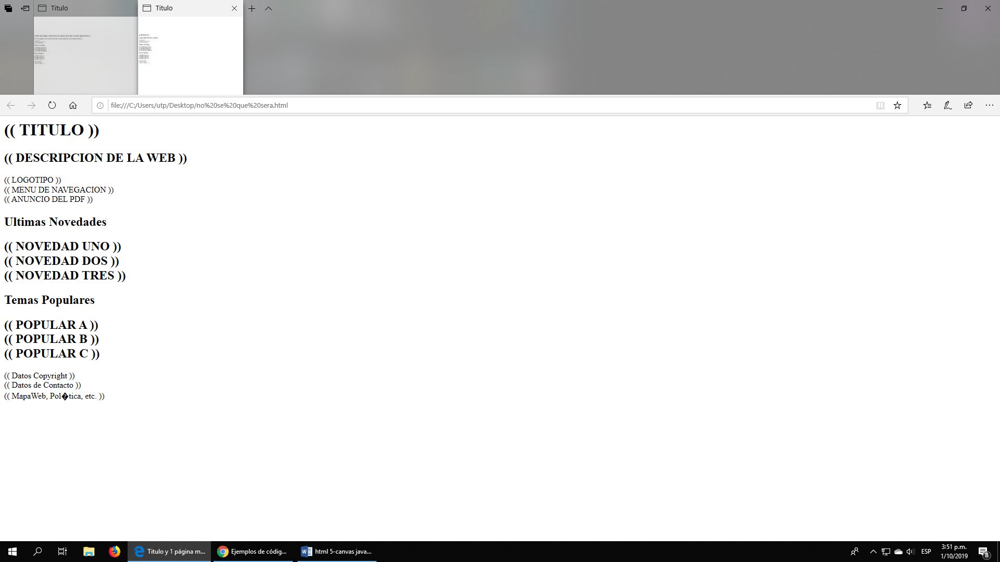 Titulo
Titulo
file:///C:/Users/utp/Desktop/no%20se%20que%20sera.html
(( TITULO ))
(( DESCRIPCION DE LA WEB ))
(( LOGOTIPO ))
(( MENU DE NAVEGACION ))
(( ANUNCIO DEL PDF ))
Ultimas Novedades
(( NOVEDAD UNO ))
(( NOVEDAD DOS ))
(( NOVEDAD TRES ))
Temas Populares
(( POPULAR A ))
(( POPULAR B ))
(( POPULAR C ))
(( Datos Copyright ))
(( Datos de Contacto ))
(( MapaWeb, Pol�tica, etc. ))
Titulo y 1 página m...
Ejemplos de códig...
html 5-canvas java...
ESP
3:51 p.m.
1/10/2019
8